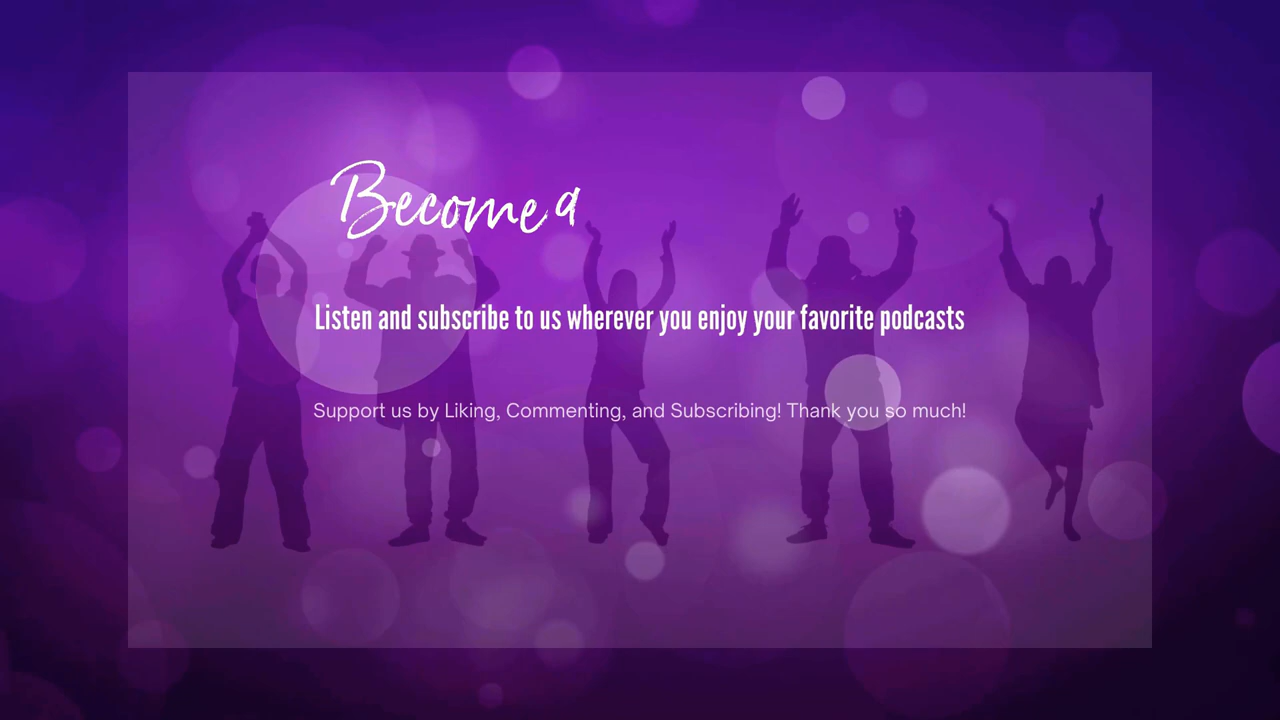 Become a
Listen and subscribe to us wherever you enjoy your favorite podcasts
Support us by Liking, Commenting, and Subscribing! Thank you so much!